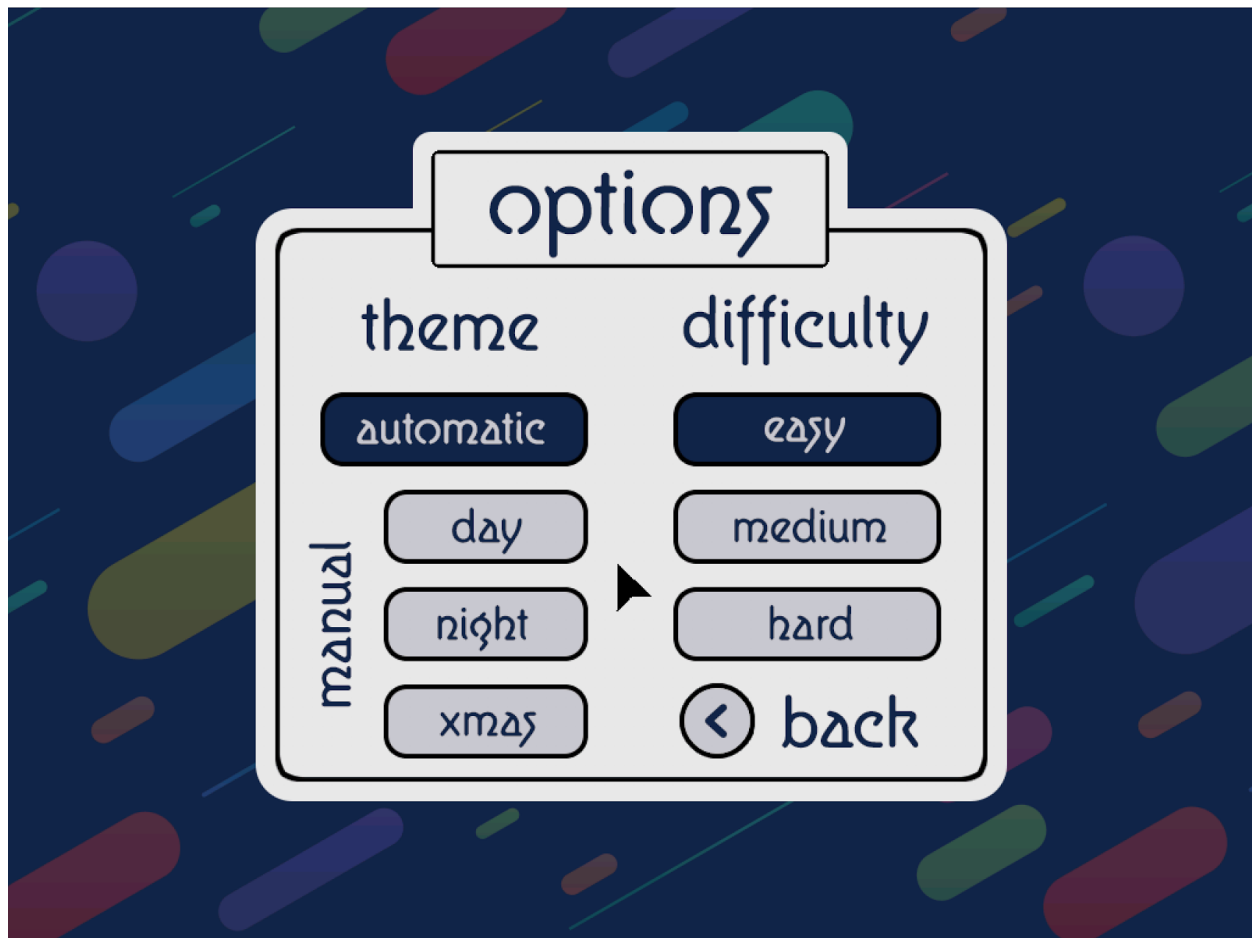 options
theme
automatic
manual
day
night
xmas
difficulty
easy
medium
hard
< back